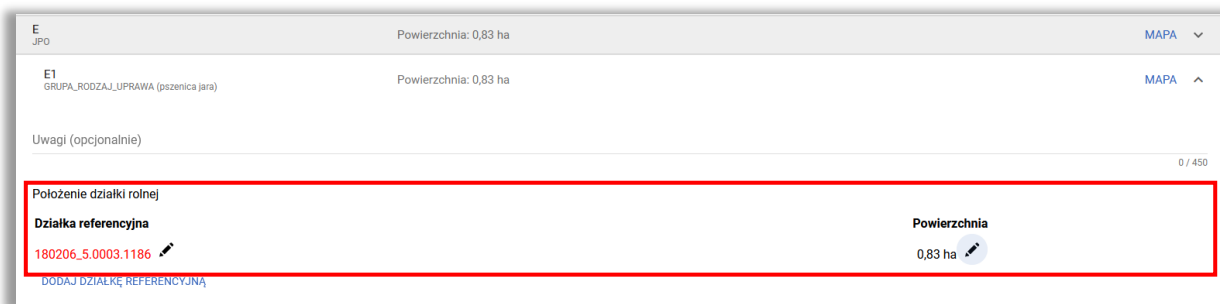 E
JPO
Powierzchnia: 0,83 ha
MAPA
E1
GRUPA_RODZAJ_UPRAWA (pszenica jara)
Powierzchnia: 0,83 ha
MAPA
Uwagi (opcjonalnie)
0 / 450
Położenie działki rolnej
Działka referencyjna
Powierzchnia
180206_5.0003.1186
0,83 ha
DODAJ DZIAŁKĘ REFERENCYJNĄ